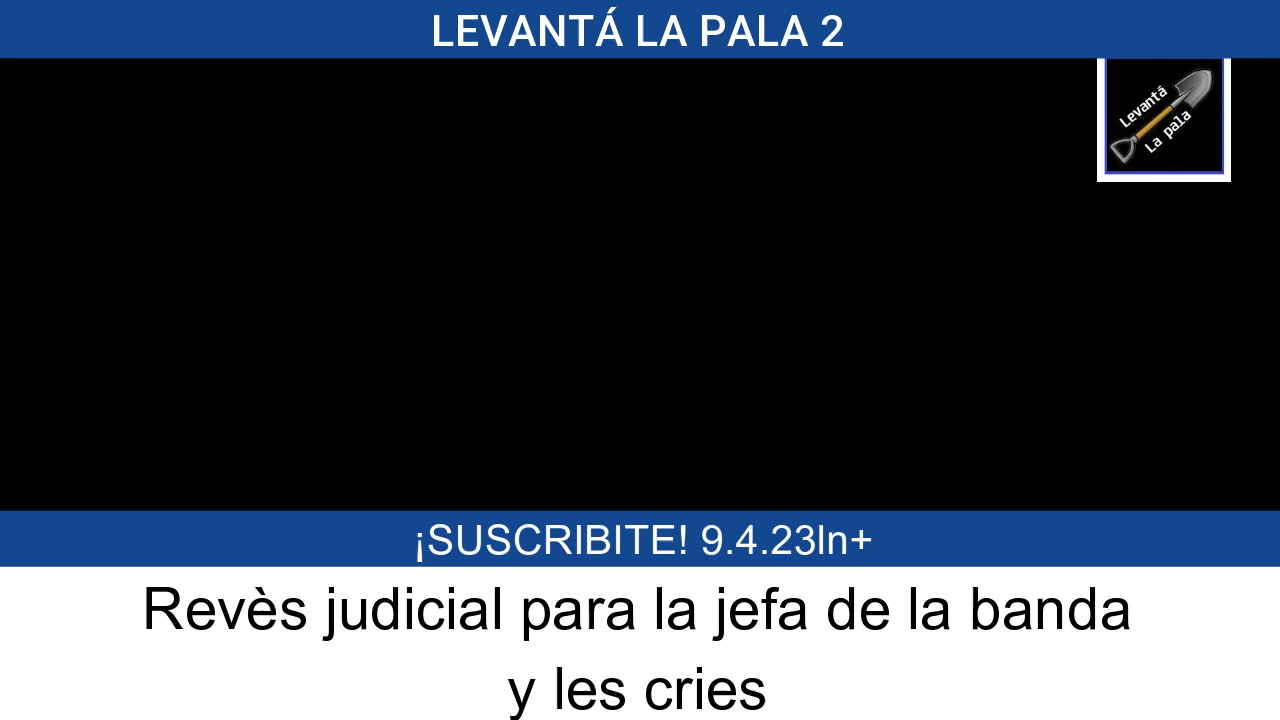 LEVANTÁ LA PALA 2
Levantá
La pala
¡SUSCRIBITE! 9.4.23ln+
Revès judicial para la jefa de la banda
y les cries